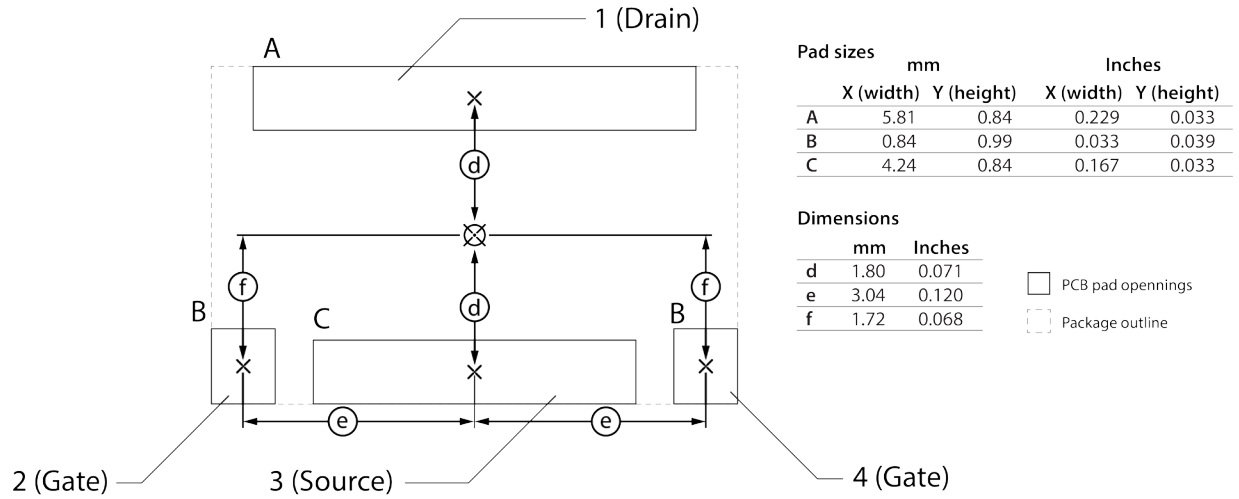 1 (Drain)
A
d
f
d
f
B
C
B
e
e
2 (Gate)
3 (Source)
4 (Gate)
Pad sizes
mm Inches
X (width) Y (height) X (width) Y (height)
A 5.81 0.84 0.229 0.033
B 0.84 0.99 0.033 0.039
C 4.24 0.84 0.167 0.033
Dimensions
mm Inches
d 1.80 0.071
e 3.04 0.120
f 1.72 0.068
PCB pad opennings
Package outline